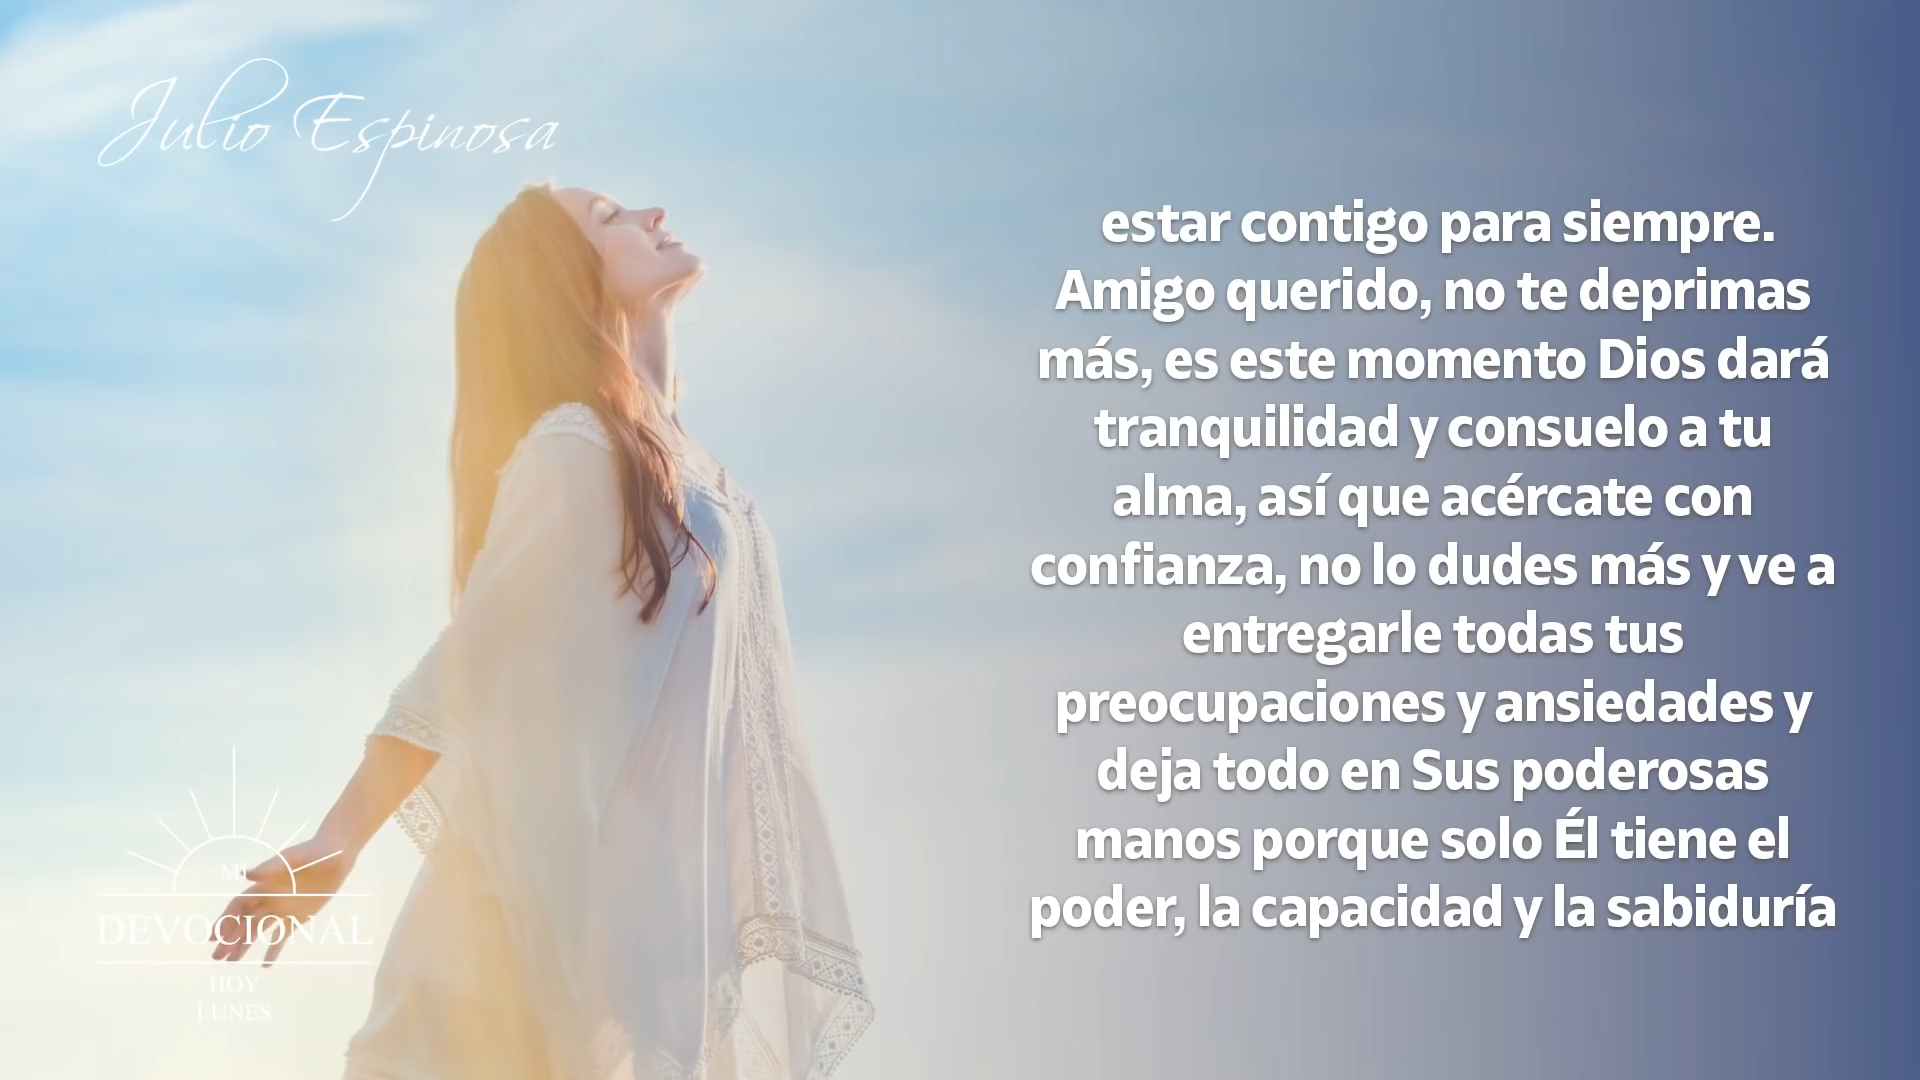 Julio Espinosa
estar contigo para siempre.
Amigo querido, no te deprimas
más, es este momento Dios dará
tranquilidad y consuelo a tu
alma, así que acércate con
confianza, no lo dudes más y ve a
entregarle todas tus
preocupaciones y ansiedades y
deja todo en Sus poderosas
manos porque solo Él tiene el
poder, la capacidad y la sabiduría
MI
DEVOCIONAL
HOY
LUNES